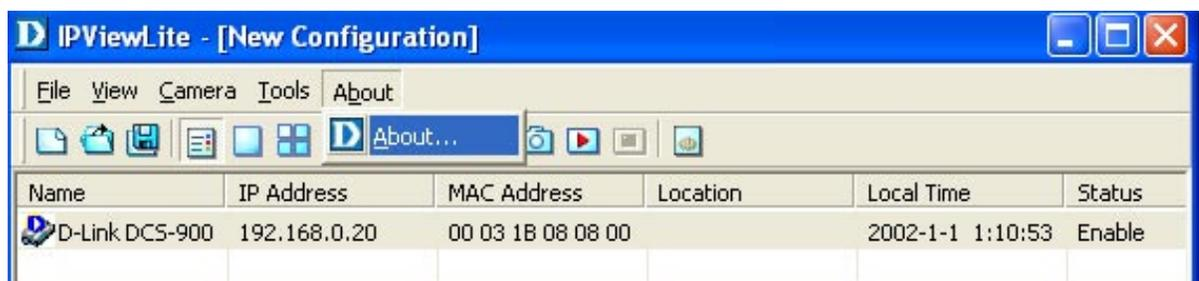 D IPViewLite - [New Configuration]
File View Camera Tools About
D About...
Name IP Address MAC Address Location Local Time Status
D-Link DCS-900 192.168.0.20 00 03 1B 08 08 00 2002-1-1 1:10:53 Enable